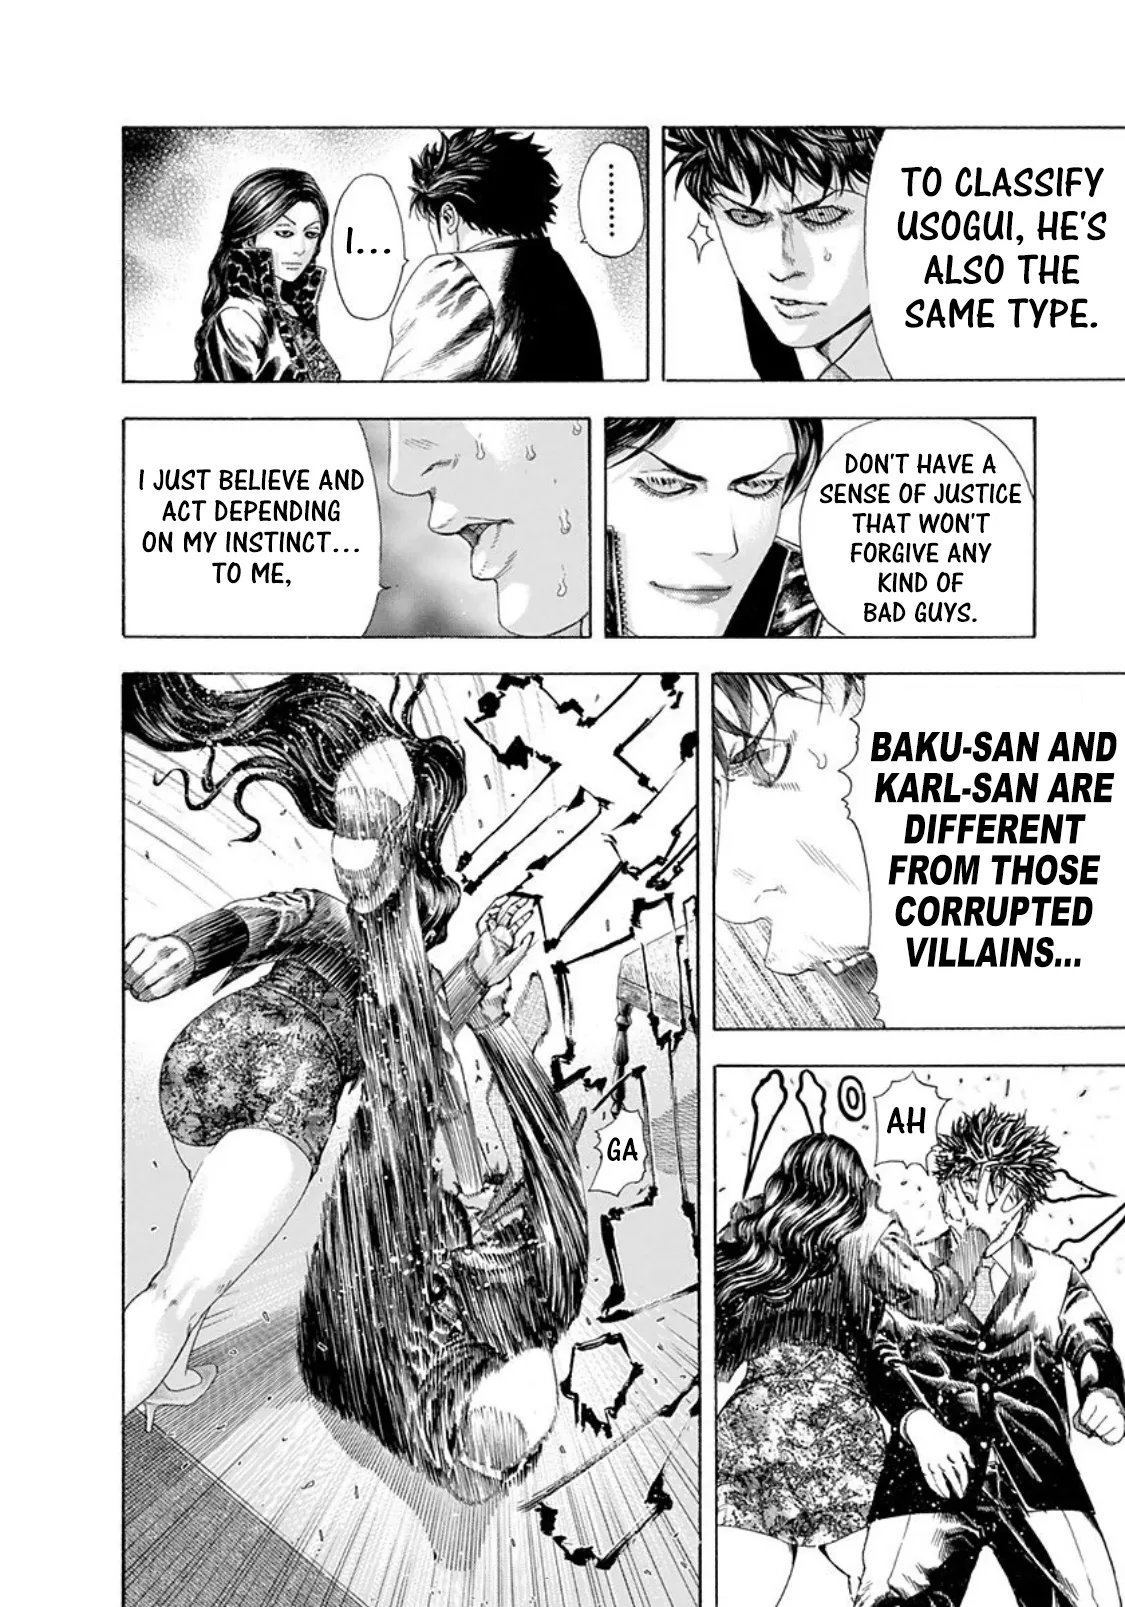 TO CLASSIFY
USOGUI, HE'S
ALSO THE
SAME TYPE.
........
I...
DON'T HAVE A
SENSE OF JUSTICE
THAT WON'T
FORGIVE ANY
KIND OF
BAD GUYS.
I JUST BELIEVE AND
ACT DEPENDING
ON MY INSTINCT...
TO ME,
BAKU-SAN AND
KARL-SAN ARE
DIFFERENT
FROM THOSE
CORRUPTED
VILLAINS...
AH
GA